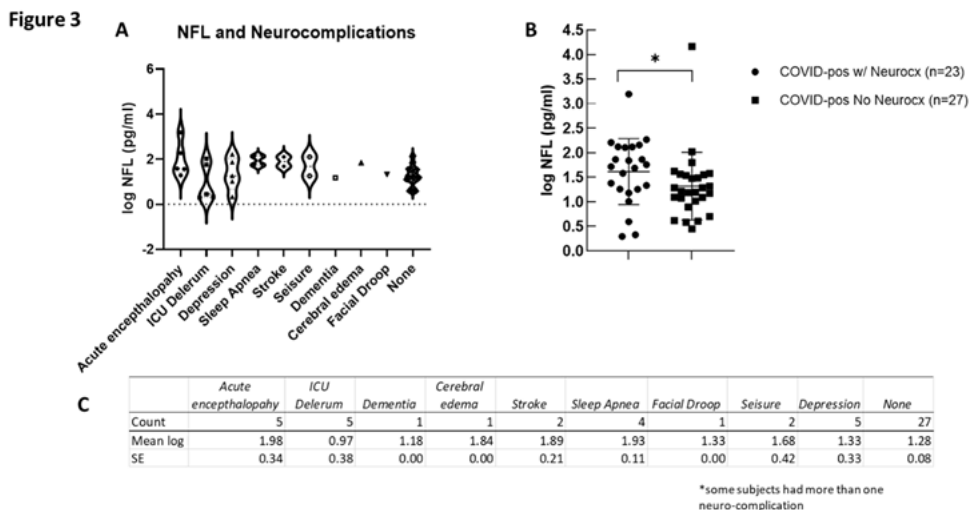 Figure 3
A
NFL and Neurocomplications
log NFL (pg/ml)
6
4
2
0
-2
Acute encephalopahy
ICU Delerum
Depression
Sleep Apnea
Stroke
Seisure
Dementia
Cerebral edema
Facial Droop
None
B
log NFL (pg/ml)
4.5
4.0
3.5
3.0
2.5
2.0
1.5
1.0
0.5
0.0
*
COVID-pos w/ Neurocx (n=23)
COVID-pos No Neurocx (n=27)
C
Acute encepthalopahy ICU Delerum Dementia Cerebral edema Stroke Sleep Apnea Facial Droop Seisure Depression None
Count 5 5 1 1 2 4 1 2 5 27
Mean log 1.98 0.97 1.18 1.84 1.89 1.93 1.33 1.68 1.33 1.28
SE 0.34 0.38 0.00 0.00 0.21 0.11 0.00 0.42 0.33 0.08
*some subjects had more than one
neuro-complication